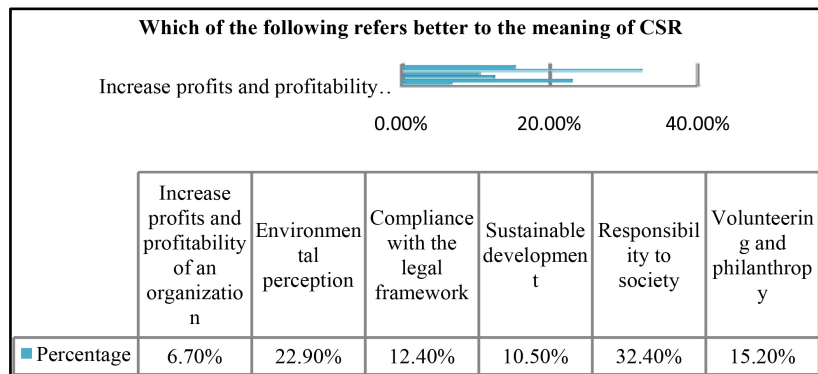 Which of the following refers better to the meaning of CSR
Increase profits and profitability..
0.00%
20.00%
40.00%
Increase
profits and
profitability
of an
organizatio
n
Environmen
tal
perception
Compliance
with the
legal
framework
Sustainable
developmen
t
Responsibil
ity to
society
Volunteerin
g and
philanthrop
y
Percentage 6.70% 22.90% 12.40% 10.50% 32.40% 15.20%